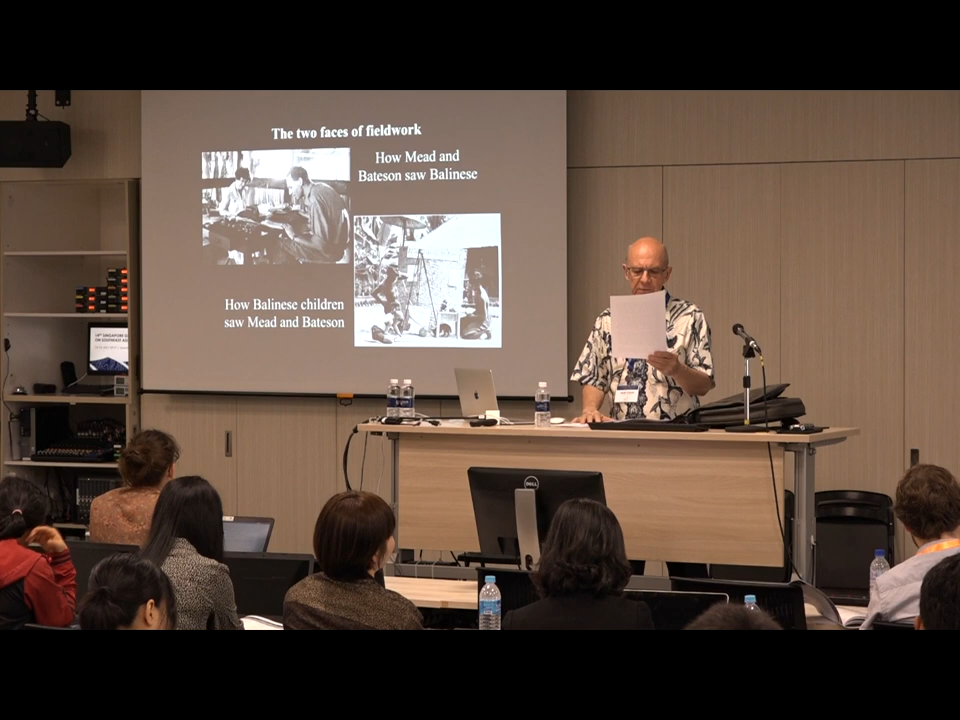 The two faces of fieldwork
How Mead and
Bateson saw Balinese
How Balinese children
saw Mead and Bateson
DELL